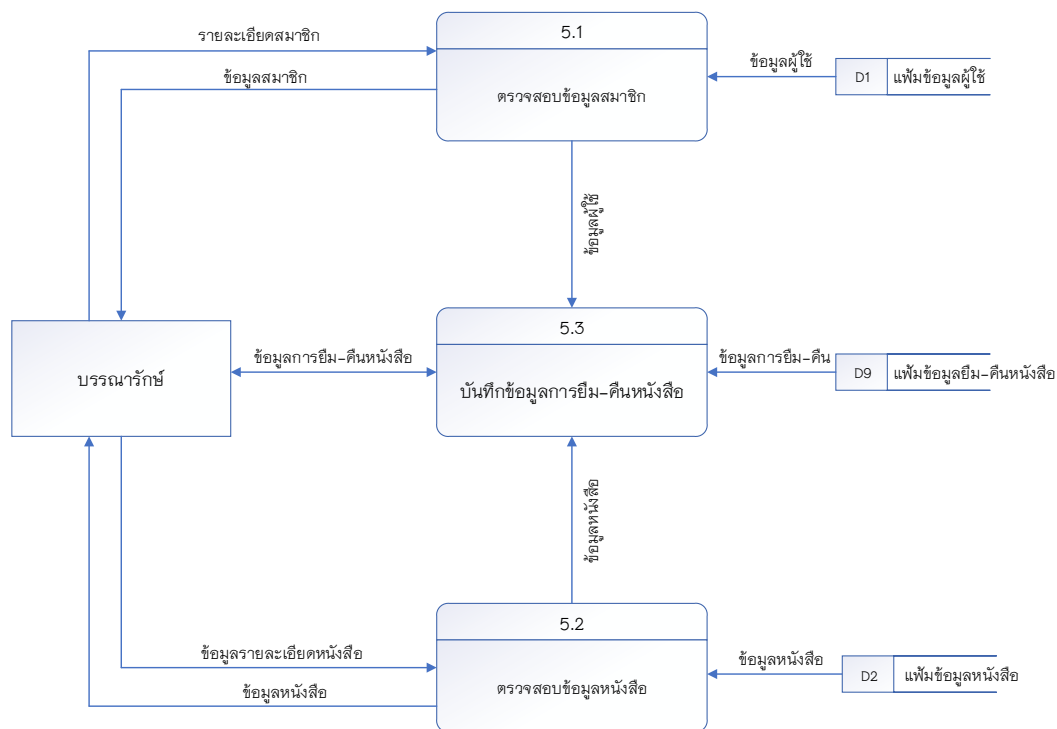 5.1
รายละเอียดสมาชิก
ข้อมูลผู้ใช้
D1
แฟ้มข้อมูลผู้ใช้
ข้อมูลสมาชิก
ตรวจสอบข้อมูลสมาชิก
ข้อมูลผู้ใช้
5.3
ข้อมูลการยืม-คืนหนังสือ
ข้อมูลการยืม-คืน
บรรณารักษ์
บันทึกข้อมูลการยืม-คืนหนังสือ
D9
แฟ้มข้อมูลยืม-คืนหนังสือ
ข้อมูลหนังสือ
5.2
ข้อมูลรายละเอียดหนังสือ
ข้อมูลหนังสือ
D2
แฟ้มข้อมูลหนังสือ
ข้อมูลหนังสือ
ตรวจสอบข้อมูลหนังสือ